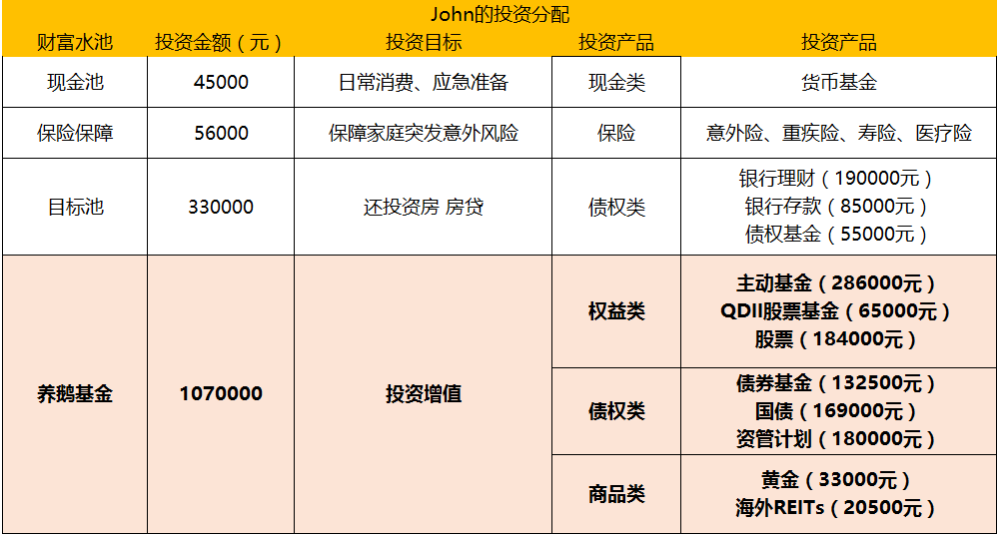 John的投资分配
财富水池 投资金额（元） 投资目标 投资产品 投资产品
现金池 45000 日常消费、应急准备 现金类 货币基金
保险保障 56000 保障家庭突发意外风险 保险 意外险、重疾险、寿险、医疗险
目标池 330000 还投资房 房贷 债权类
银行理财（190000元）
银行存款（85000元）
债权基金（55000元）
养鹅基金 1070000 投资增值
权益类
主动基金（286000元）
QDII股票基金（65000元）
股票（184000元）
债权类
债券基金（132500元）
国债（169000元）
资管计划（180000元）
商品类
黄金（33000元）
海外REITs（20500元）